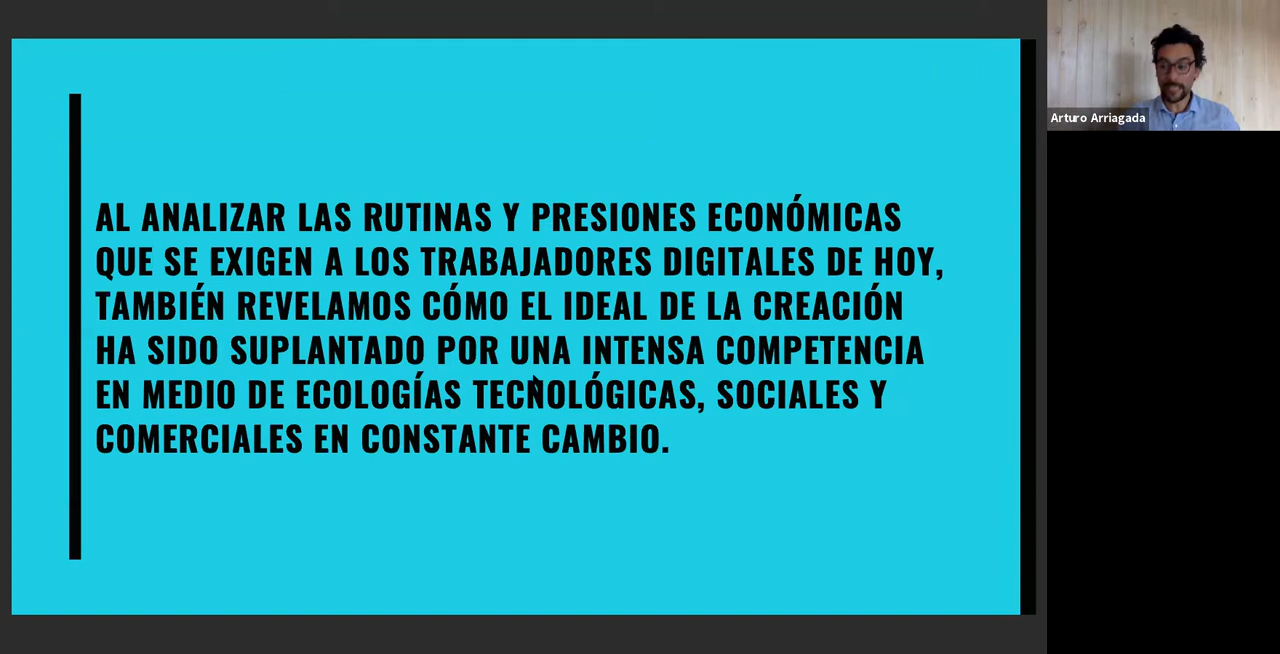 AL ANALIZAR LAS RUTINAS Y PRESIONES ECONÓMICAS
QUE SE EXIGEN A LOS TRABAJADORES DIGITALES DE HOY,
TAMBIÉN REVELAMOS CÓMO EL IDEAL DE LA CREACIÓN
HA SIDO SUPLANTADO POR UNA INTENSA COMPETENCIA
EN MEDIO DE ECOLOGÍAS TECNOLÓGICAS, SOCIALES Y
COMERCIALES EN CONSTANTE CAMBIO.
Arturo Arriagada